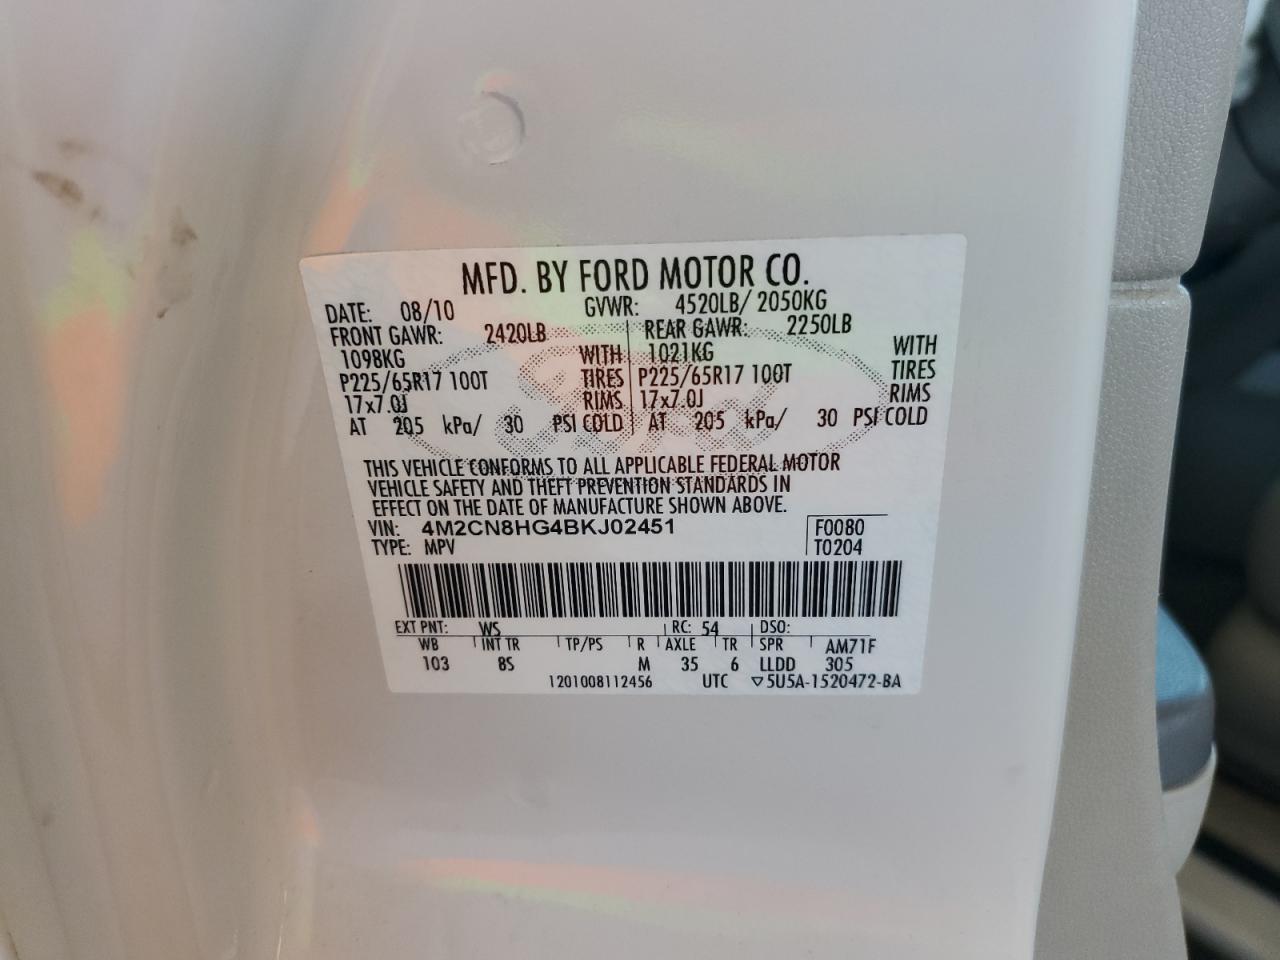 MFD. BY FORD MOTOR CO.
DATE: 08/10 GVWR: 4520LB/ 2050KG
FRONT GAWR: 2420LB REAR GAWR: 2250LB
1098KG WITH 1021KG WITH
P225/65R17 100T TIRES P225/65R17 100T TIRES
17x7.0J RIMS 17x7.0J RIMS
AT 205 kPa/ 30 PSI COLD AT 205 kPa/ 30 PSI COLD
THIS VEHICLE CONFORMS TO ALL APPLICABLE FEDERAL MOTOR
VEHICLE SAFETY AND THEFT PREVENTION STANDARDS IN
EFFECT ON THE DATE OF MANUFACTURE SHOWN ABOVE.
VIN: 4M2CN8HG4BKJ02451 F0080
TYPE: MPV T0204
EXT PNT: WS RC: 54 DSO:
WB INT TR TP/PS R AXLE TR SPR AM71F
103 8S M 35 6 LLDD 305
1201008112456 UTC ▽5U5A-1520472-BA